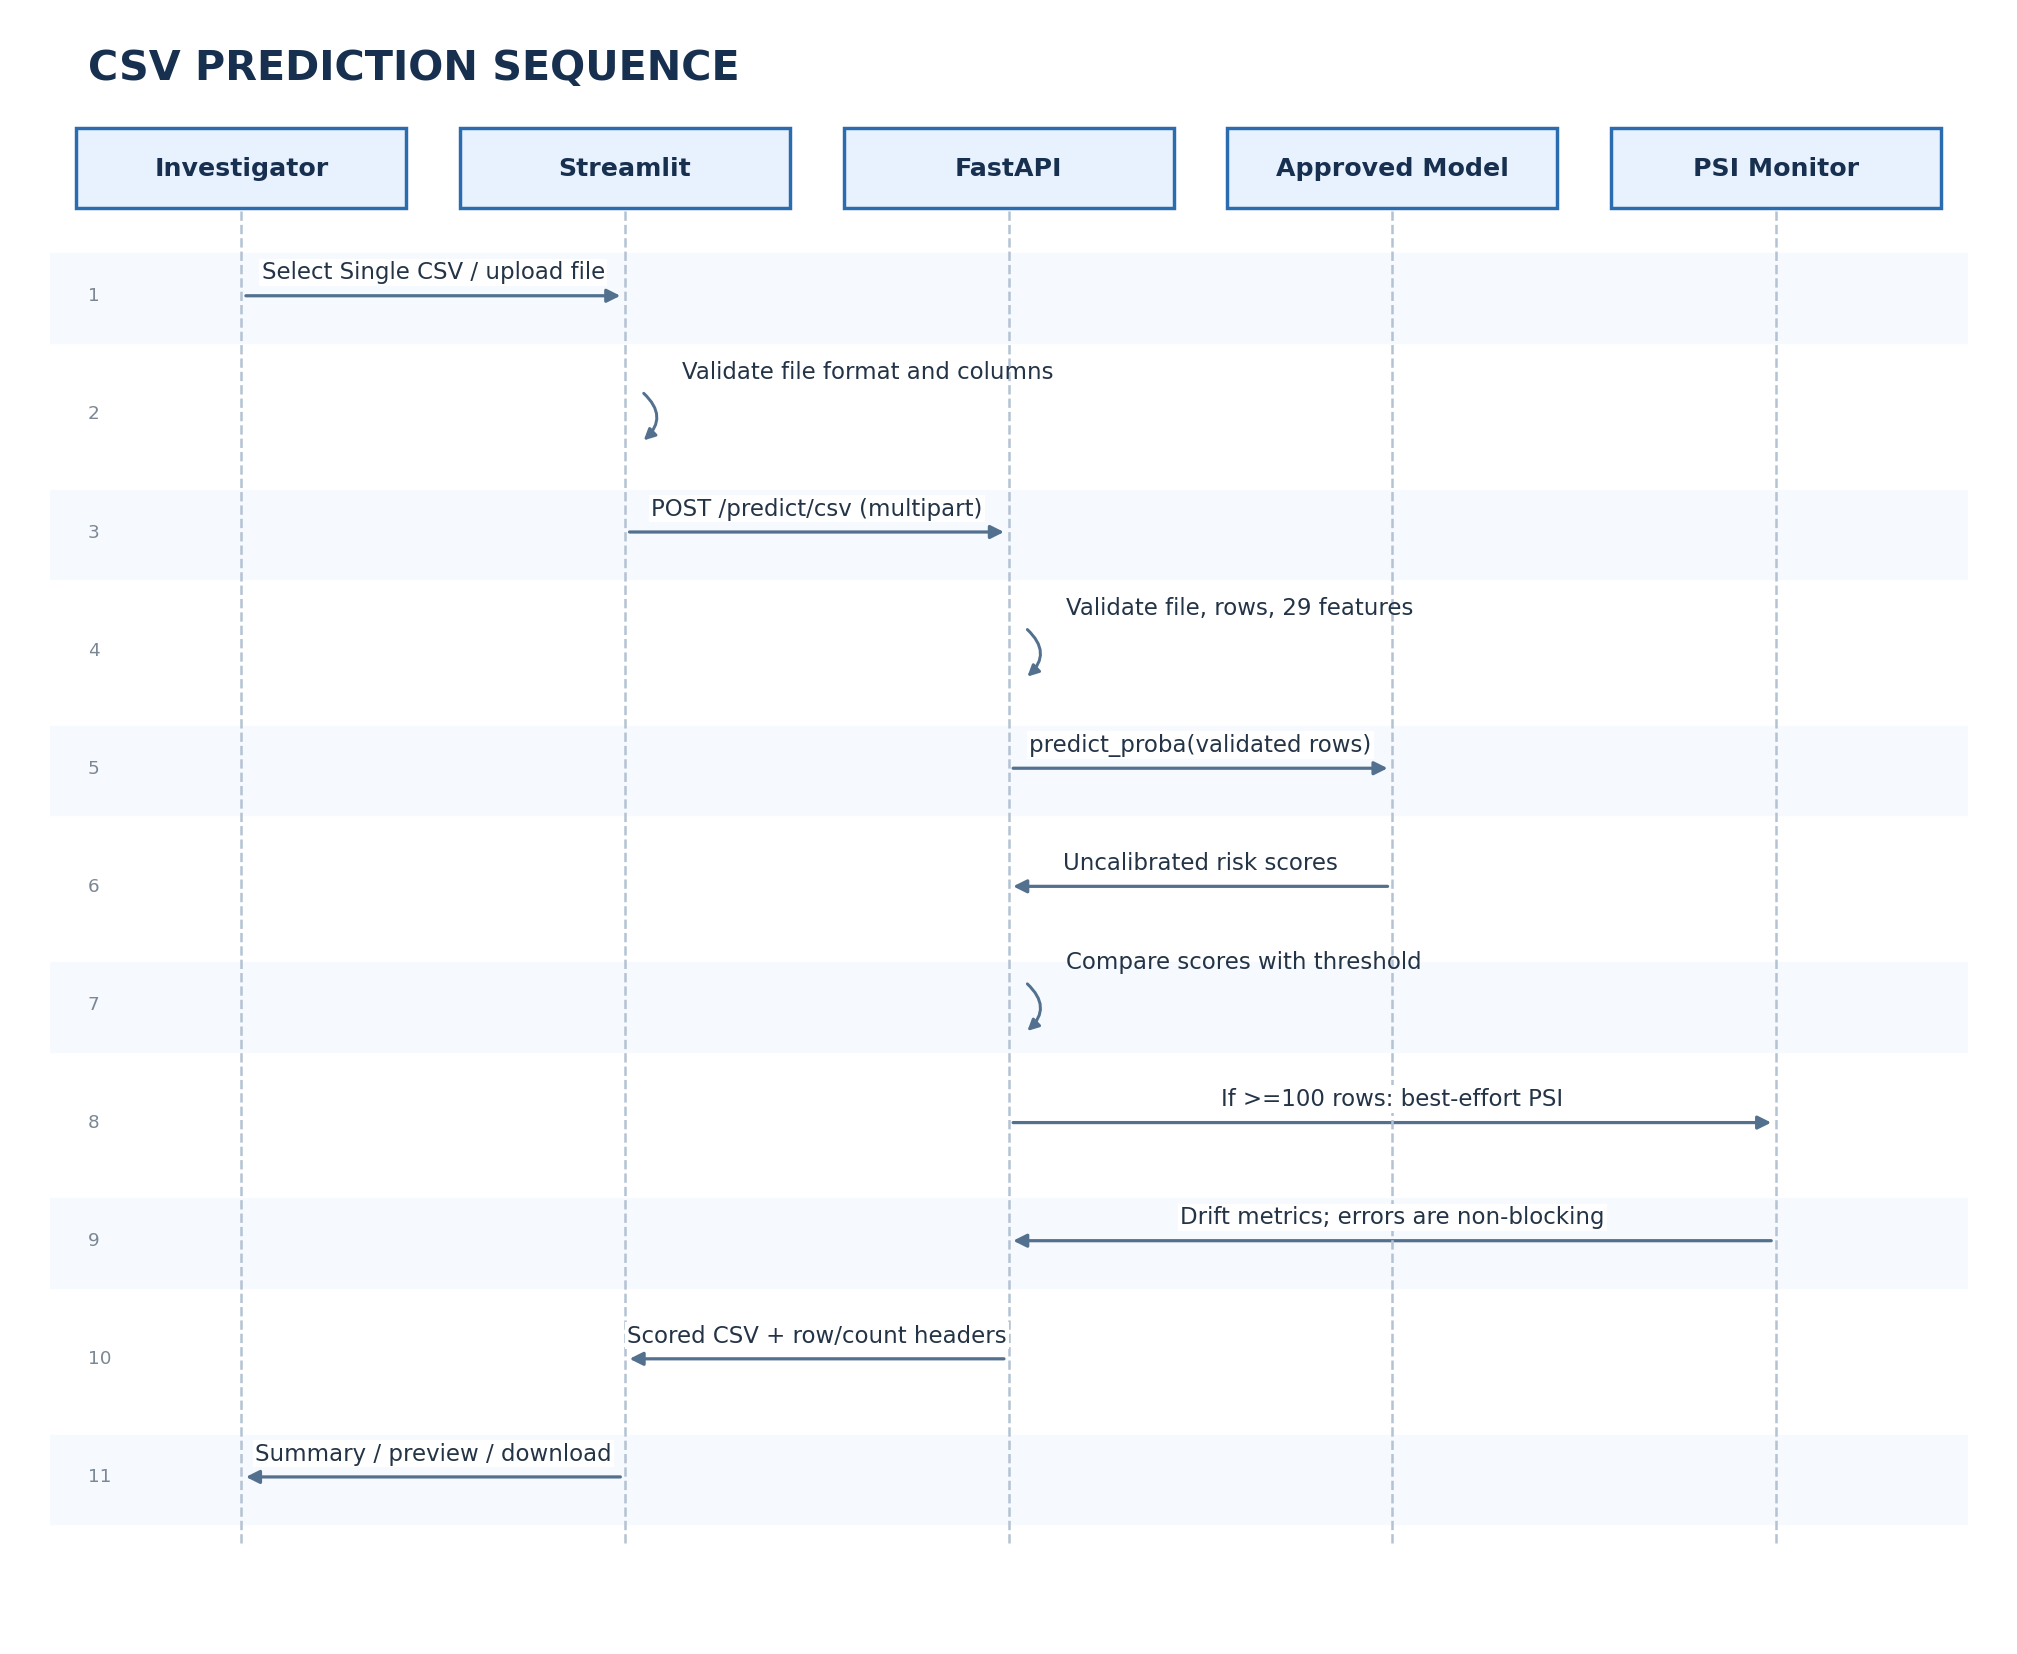 CSV PREDICTION SEQUENCE
Investigator
Streamlit
FastAPI
Approved Model
PSI Monitor
1
Select Single CSV / upload file
2
Validate file format and columns
3
POST /predict/csv (multipart)
4
Validate file, rows, 29 features
5
predict_proba(validated rows)
6
Uncalibrated risk scores
7
Compare scores with threshold
8
If >=100 rows: best-effort PSI
9
Drift metrics; errors are non-blocking
10
Scored CSV + row/count headers
11
Summary / preview / download